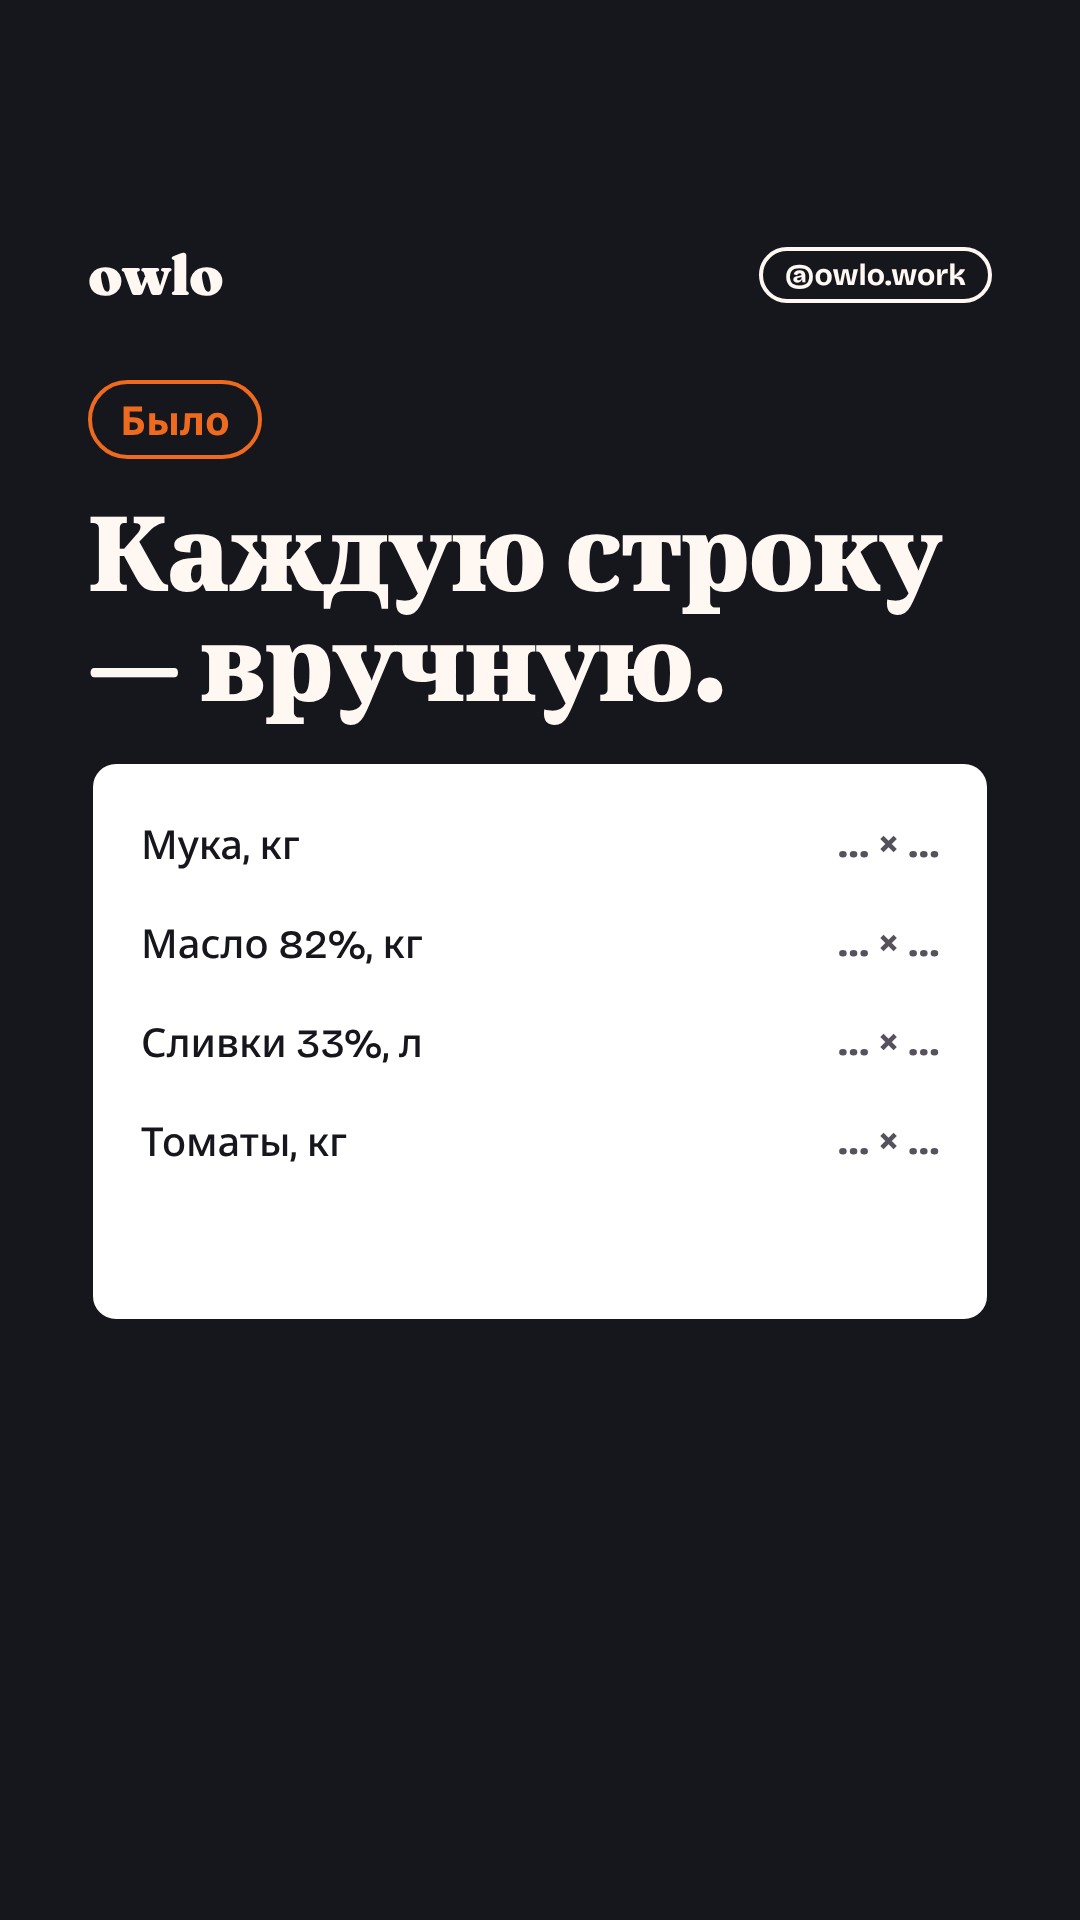 owlo
@owlo.work
Было
Каждую строку
— вручную.
Мука, кг ... × ...
Масло 82%, кг ... × ...
Сливки 33%, л ... × ...
Томаты, кг ... × ...